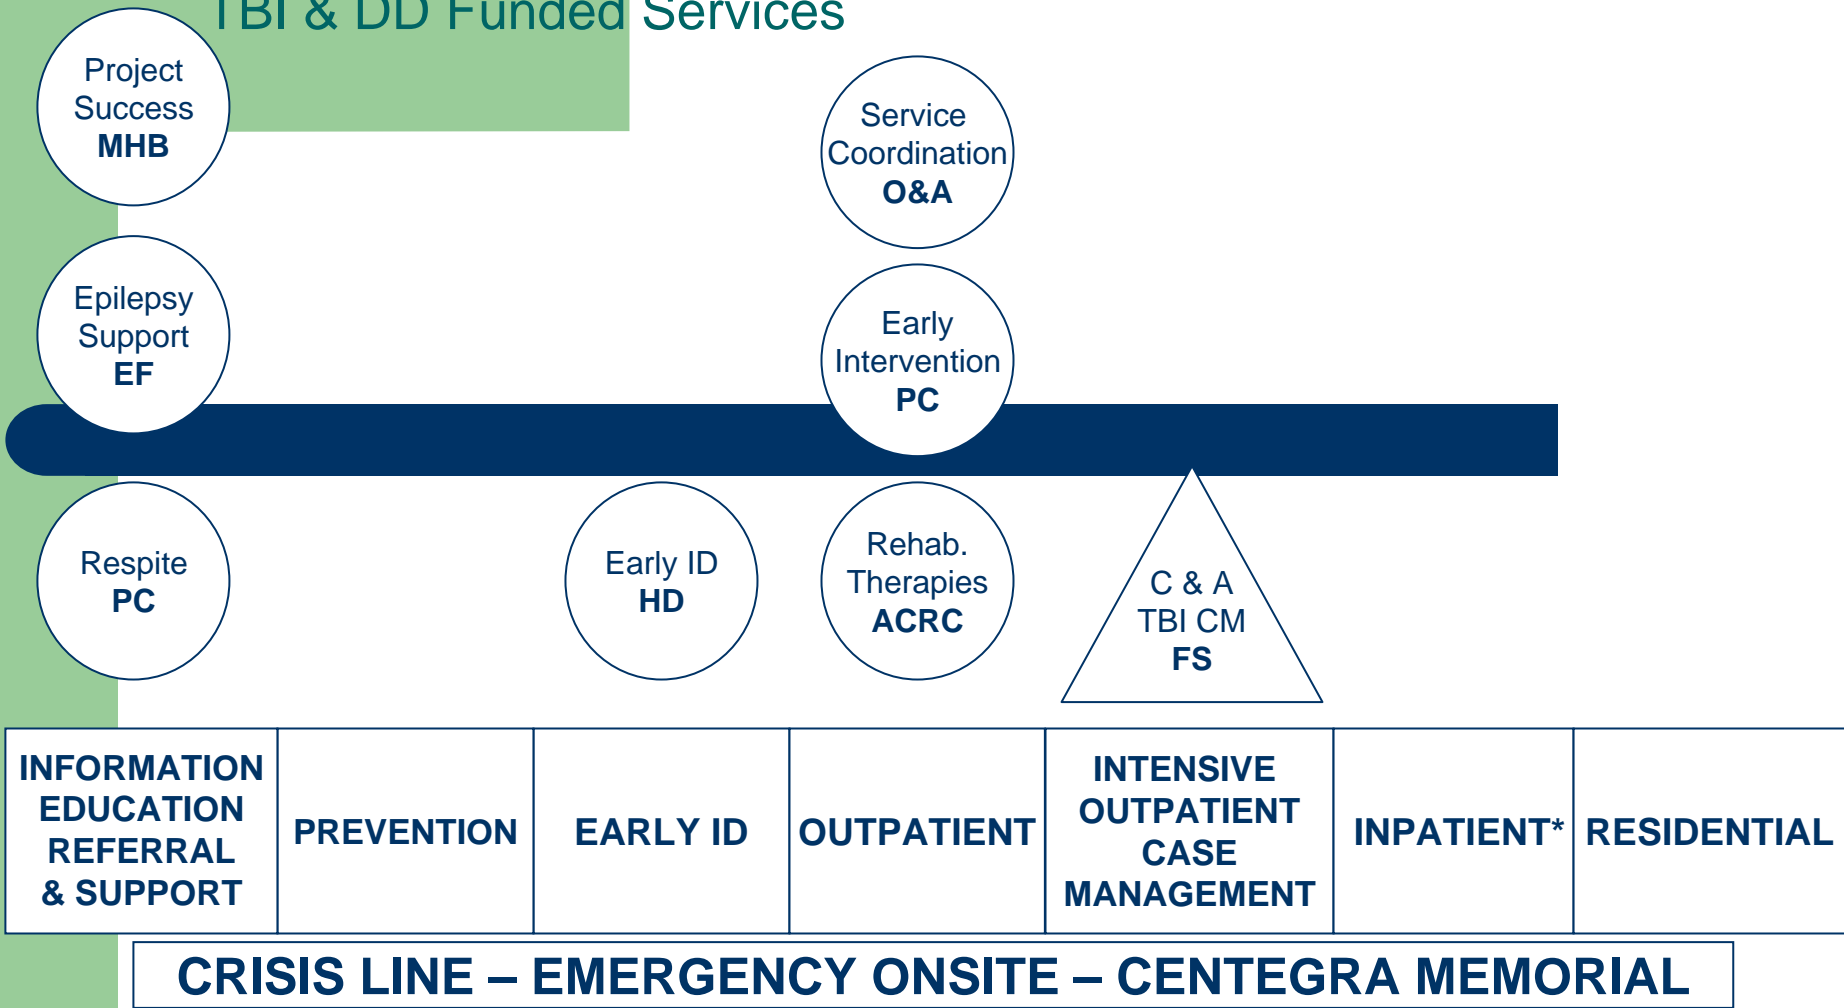 TBI & DD Funded Services
Project
Success
MHB
Service
Coordination
O&A
Epilepsy
Support
EF
Early
Intervention
PC
Respite
PC
Early ID
HD
Rehab.
Therapies
ACRC
C & A
TBI CM
FS
INFORMATION
EDUCATION
REFERRAL
& SUPPORT
PREVENTION
EARLY ID
OUTPATIENT
INTENSIVE
OUTPATIENT
CASE
MANAGEMENT
INPATIENT*
RESIDENTIAL
CRISIS LINE – EMERGENCY ONSITE – CENTEGRA MEMORIAL